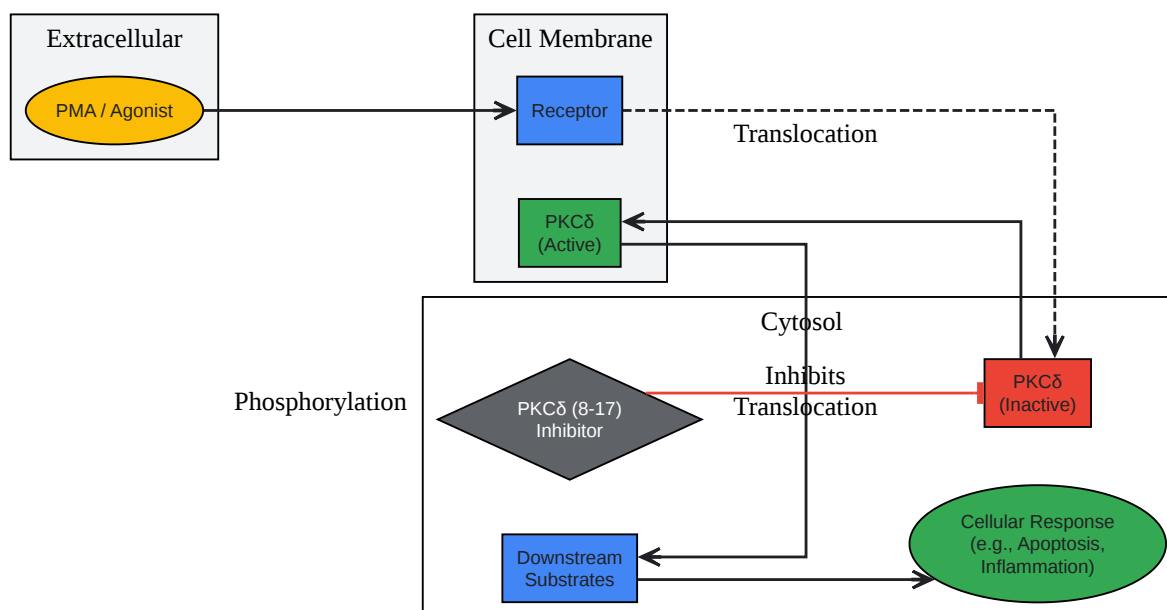 Extracellular
Cell Membrane
PMA / Agonist
Receptor
Translocation
PKCδ
(Active)
Cytosol
Inhibits
Translocation
PKCδ
(Inactive)
Phosphorylation
PKCδ (8-17)
Inhibitor
Downstream
Substrates
Cellular Response
(e.g., Apoptosis,
Inflammation)